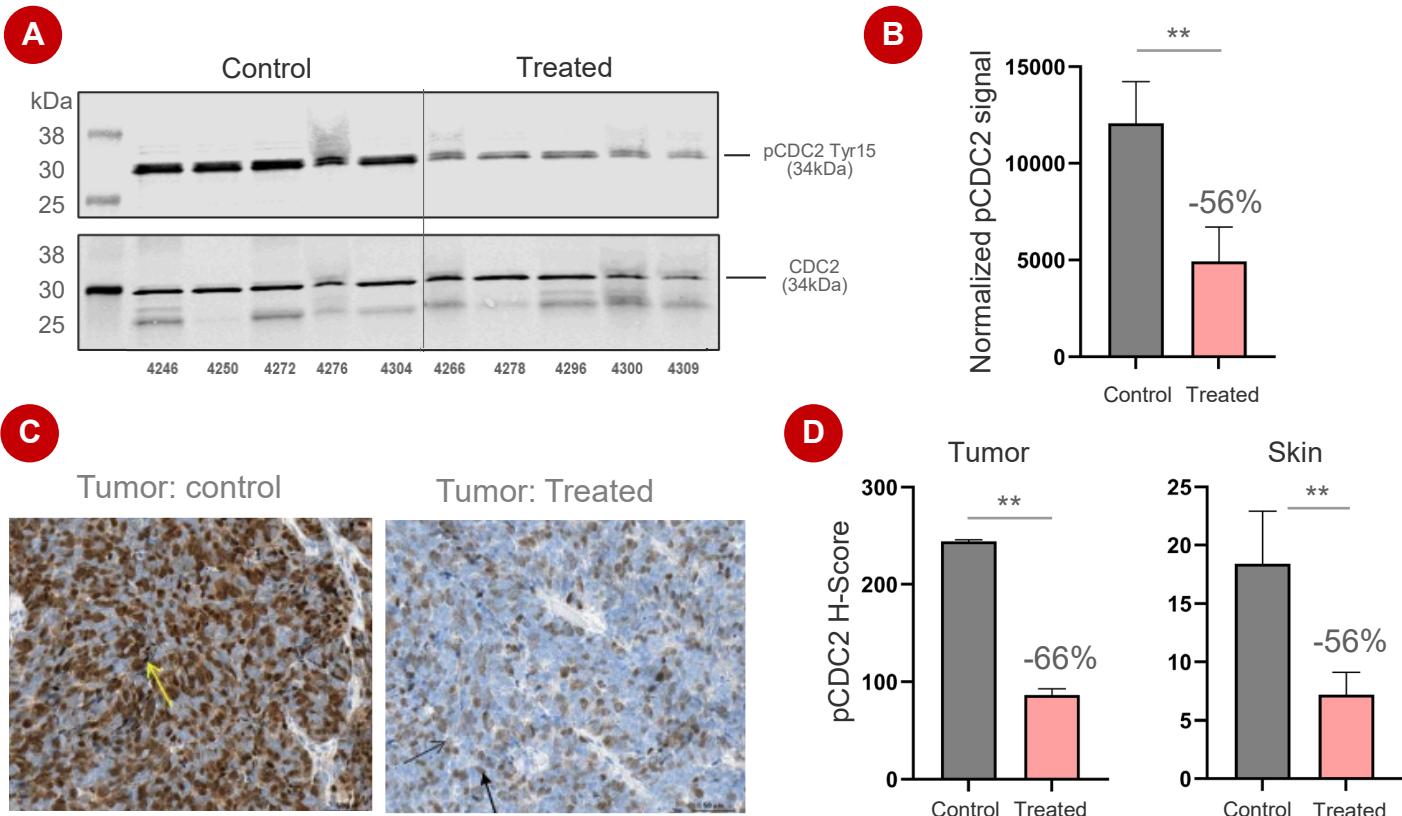 A
Control
Treated
kDa
38
30
25
pCDC2 Tyr15
(34kDa)
38
30
25
CDC2
(34kDa)
4246 4250 4272 4276 4304 4266 4278 4296 4300 4309
B
**
Normalized pCDC2 signal
15000
10000
5000
0
-56%
Control Treated
C
Tumor: control
Tumor: Treated
D
Tumor
pCDC2 H-Score
300
200
100
0
**
-66%
Control Treated
Skin
25
20
15
10
5
0
**
-56%
Control Treated